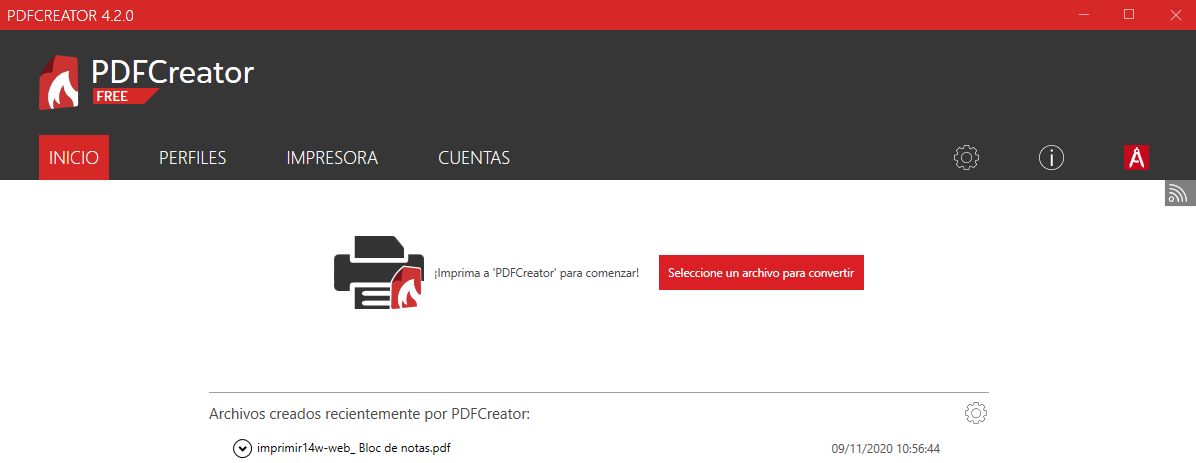 PDFCREATOR 4.2.0
PDFCreator
FREE
INICIO PERFILES IMPRESORA CUENTAS
¡Imprima a 'PDFCreator' para comenzar! Seleccione un archivo para convertir
Archivos creados recientemente por PDFCreator:
imprimir14w-web_ Bloc de notas.pdf 09/11/2020 10:56:44